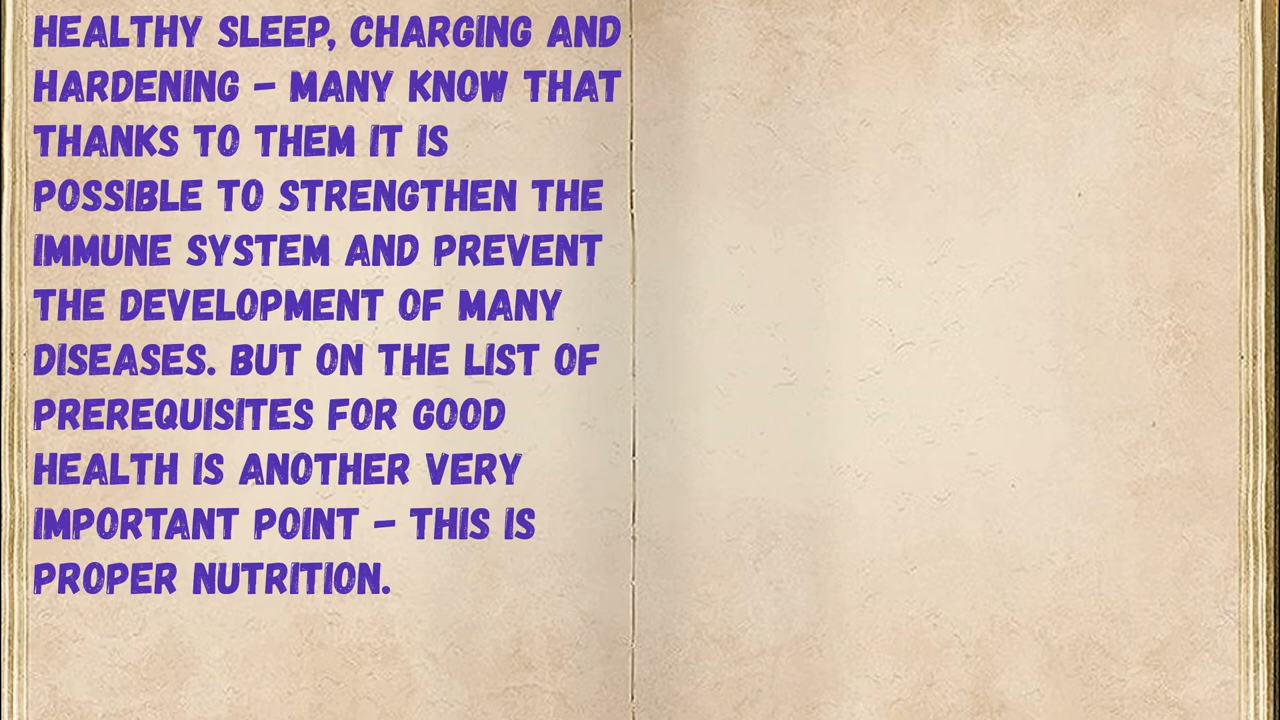 HEALTHY SLEEP, CHARGING AND
HARDENING – MANY KNOW THAT
THANKS TO THEM IT IS
POSSIBLE TO STRENGTHEN THE
IMMUNE SYSTEM AND PREVENT
THE DEVELOPMENT OF MANY
DISEASES. BUT ON THE LIST OF
PREREQUISITES FOR GOOD
HEALTH IS ANOTHER VERY
IMPORTANT POINT – THIS IS
PROPER NUTRITION.